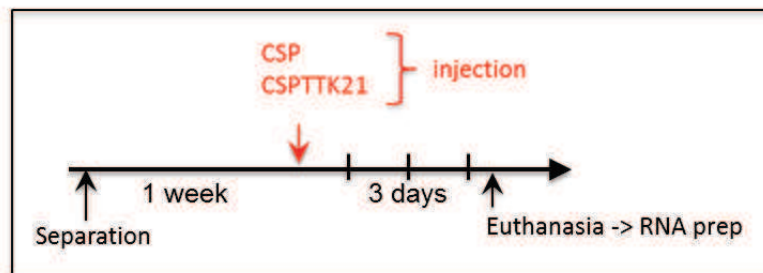 CSP
CSPTTK21
injection
1 week
3 days
Separation
Euthanasia -> RNA prep